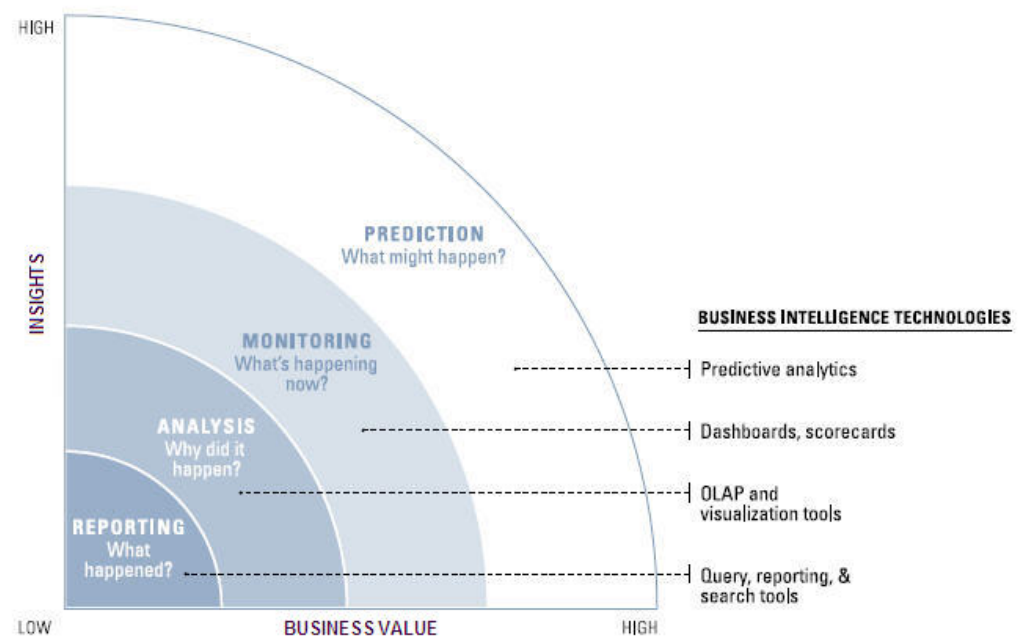 HIGH
PREDICTION
What might happen?
INSIGHTS
BUSINESS INTELLIGENCE TECHNOLOGIES
MONITORING
What's happening
now?
Predictive analytics
ANALYSIS
Why did it
happen?
Dashboards, scorecards
OLAP and
visualization tools
REPORTING
What
happened?
Query, reporting, &
search tools
LOW
BUSINESS VALUE
HIGH